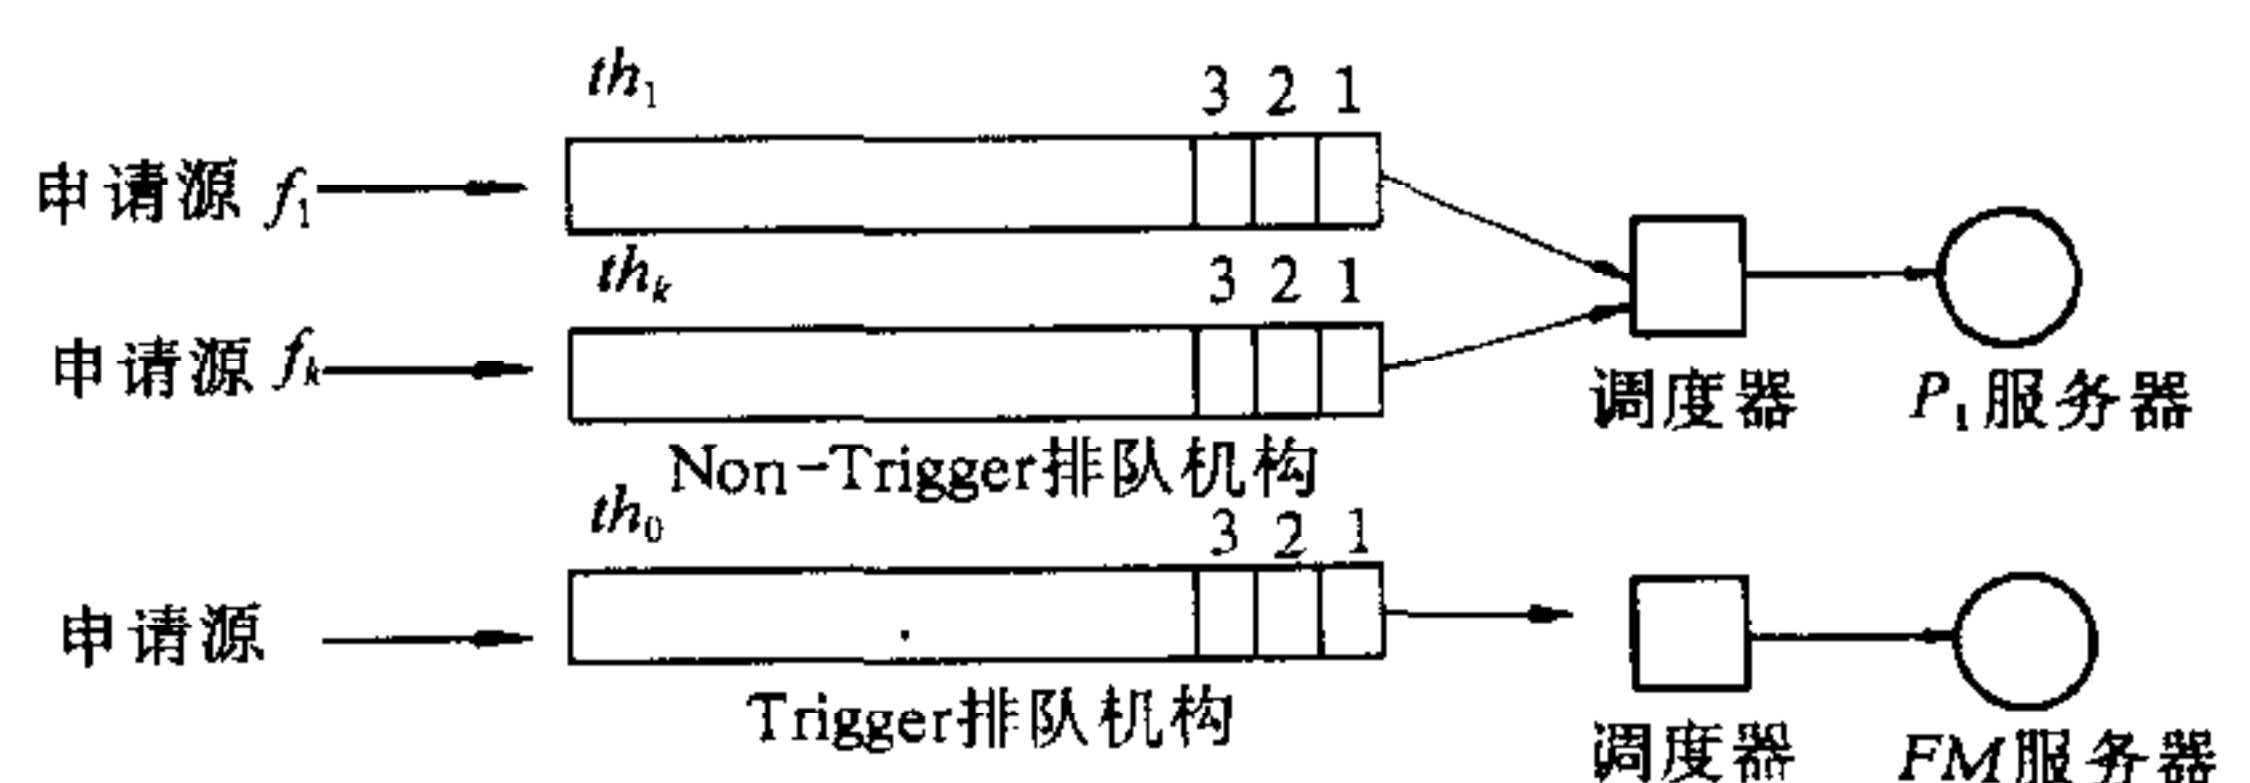 th₁ 3 2 1
申请源 f₁
thₖ 3 2 1
申请源 fₖ
调度器 P₁服务器
Non-Trigger排队机构
th₀ 3 2 1
申请源
Trigger排队机构
调度器 FM服务器